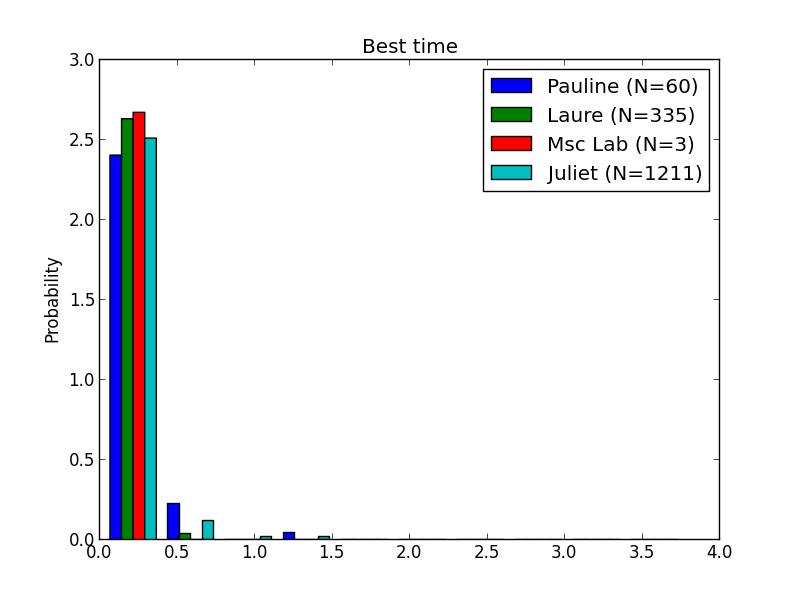 Best time
3.0
2.5
2.0
1.5
1.0
0.5
0.0
Probability
Pauline (N=60)
Laure (N=335)
Msc Lab (N=3)
Juliet (N=1211)
0.0 0.5 1.0 1.5 2.0 2.5 3.0 3.5 4.0